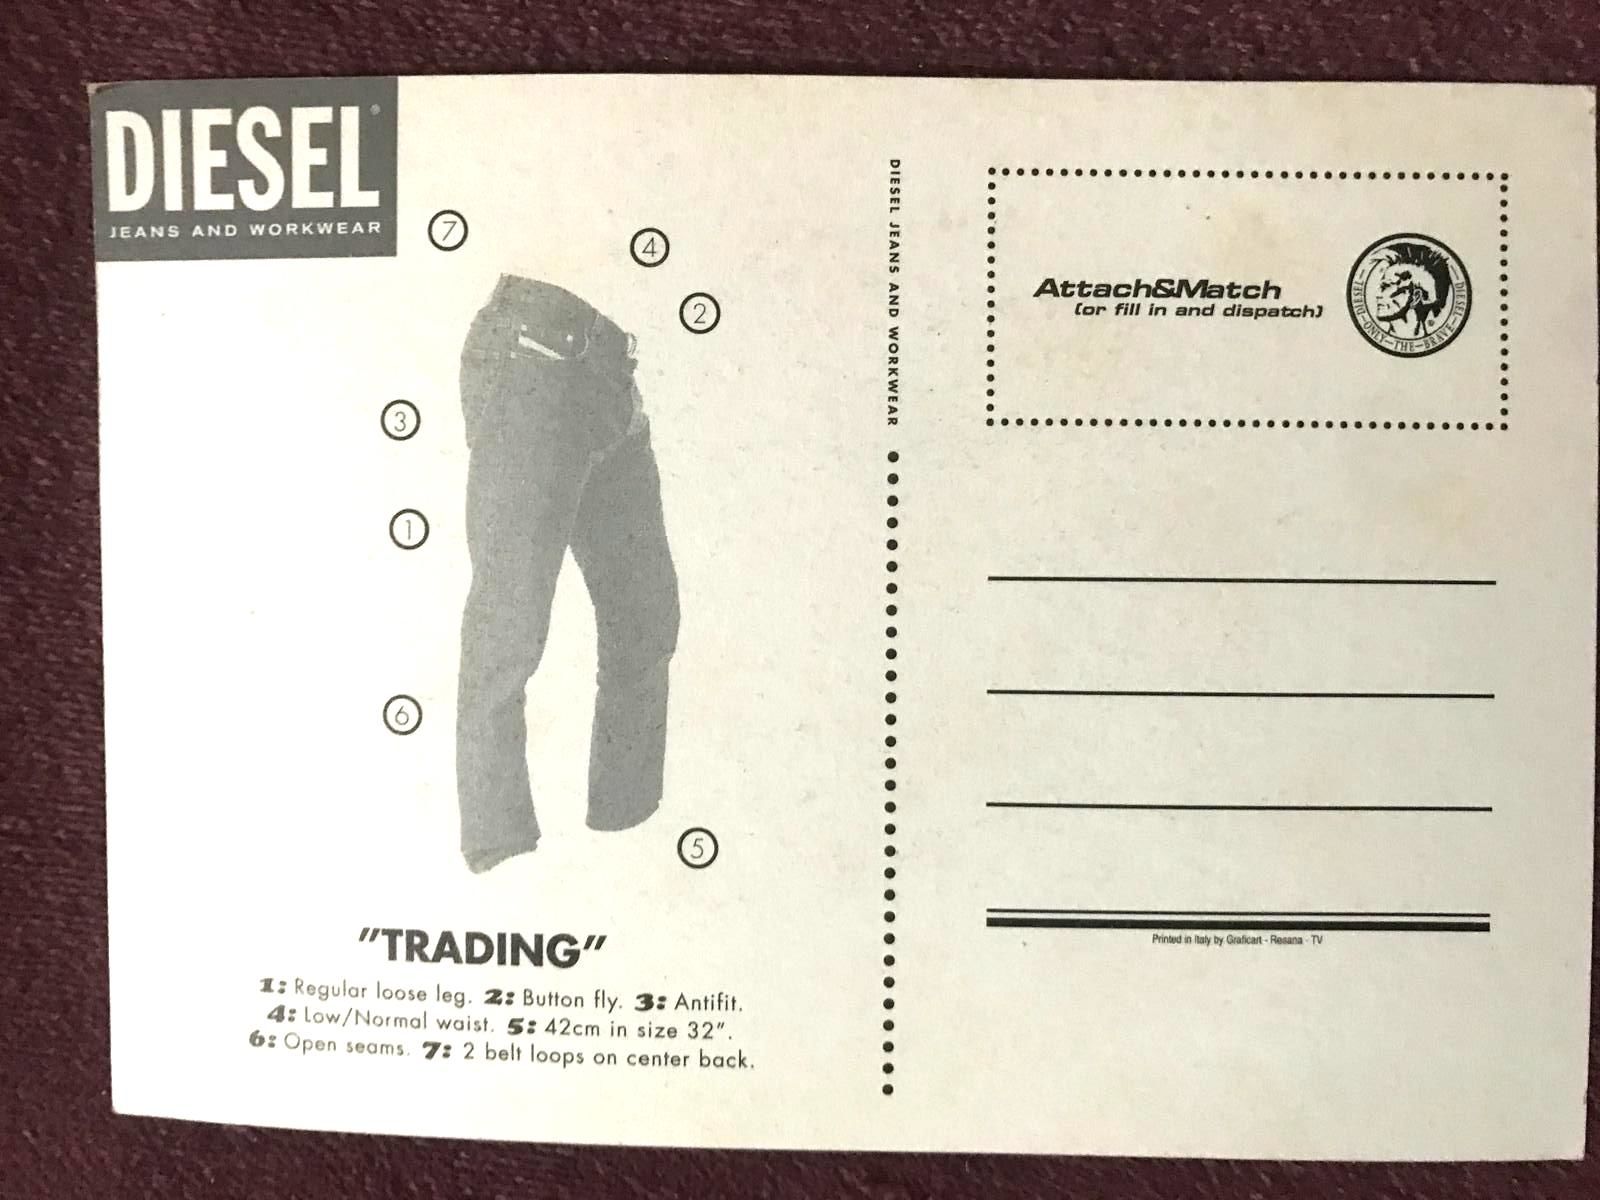 DIESEL®
JEANS AND WORKWEAR
7
4
2
3
1
6
5
"TRADING"
1: Regular loose leg. 2: Button fly. 3: Antifit.
4: Low/Normal waist. 5: 42cm in size 32".
6: Open seams. 7: 2 belt loops on center back.
DIESEL JEANS AND WORKWEAR
Attach&Match
(or fill in and dispatch)
DIESEL—ONLY—THE—BRAVE—DIESEL
Printed in Italy by Graficart - Resana - TV